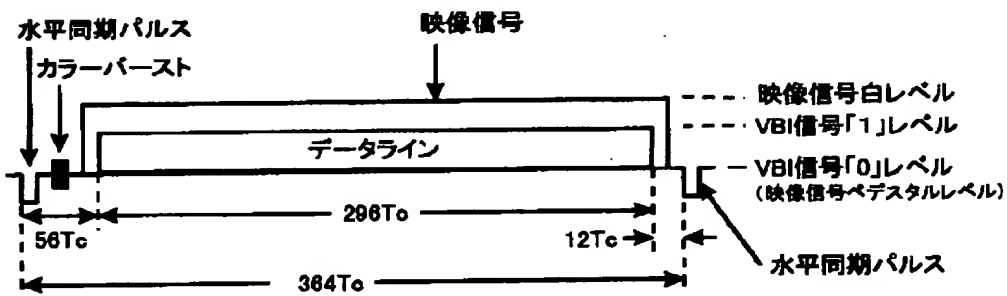 水平同期パルス
映像信号
カラーバースト
映像信号白レベル
VBI信号「1」レベル
データライン
VBI信号「0」レベル
(映像信号ペデスタルレベル)
56Tc
296Tc
12Tc
水平同期パルス
364Tc